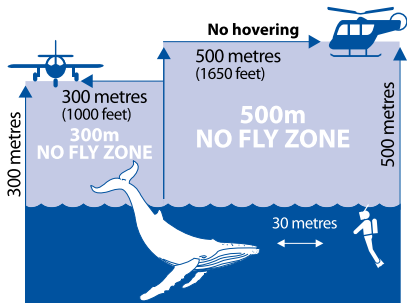 No hovering
500 metres
(1650 feet)
300 metres
(1000 feet)
300m
NO FLY ZONE
500m
NO FLY ZONE
300 metres
500 metres
30 metres